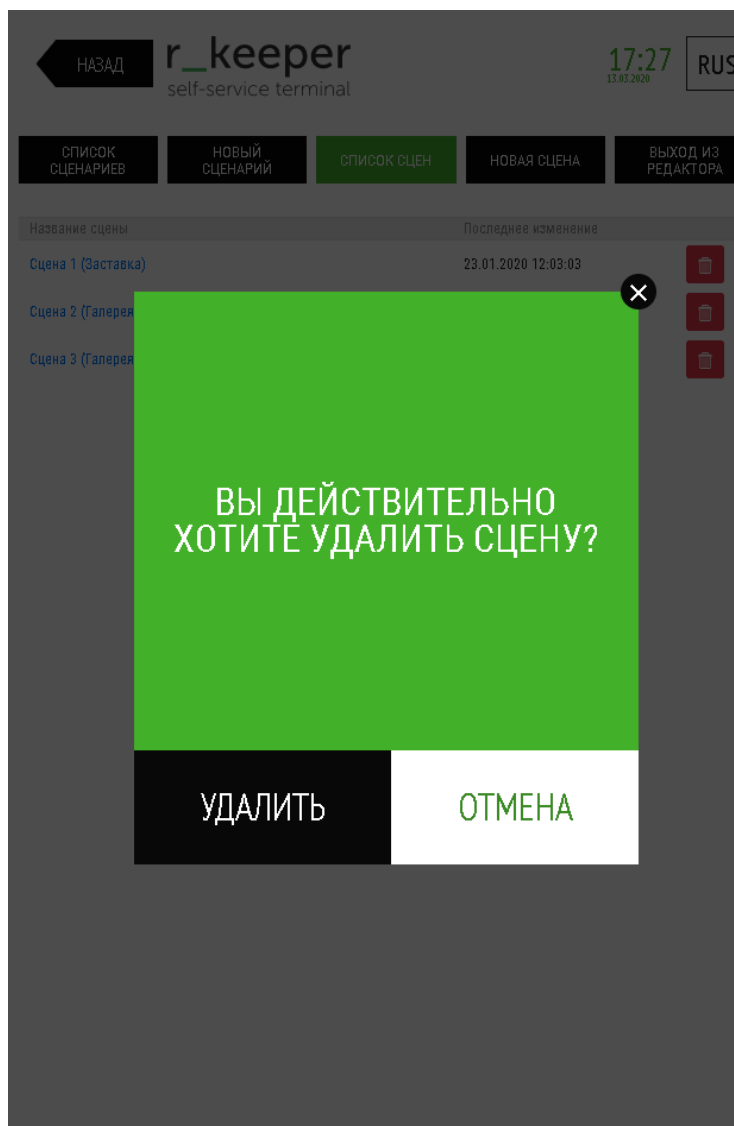 НАЗАД
r_keeper
self-service terminal
17:27
13.03.2020
RUS
СПИСОК
СЦЕНАРИЕВ
НОВЫЙ
СЦЕНАРИЙ
СПИСОК СЦЕН
НОВАЯ СЦЕНА
ВЫХОД ИЗ
РЕДАКТОРА
Название сцены
Последнее изменение
Сцена 1 (Заставка)
23.01.2020 12:03:03
Сцена 2 (Галерея
Сцена 3 (Галерея
ВЫ ДЕЙСТВИТЕЛЬНО
ХОТИТЕ УДАЛИТЬ СЦЕНУ?
УДАЛИТЬ
ОТМЕНА